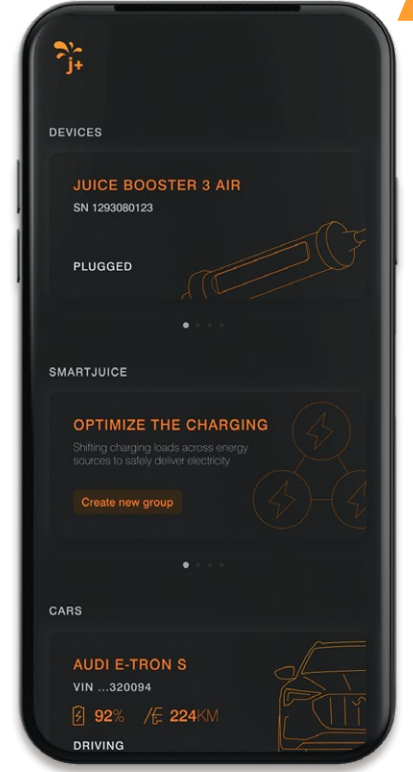 j+
DEVICES
JUICE BOOSTER 3 AIR
SN 1293080123
PLUGGED
SMARTJUICE
OPTIMIZE THE CHARGING
Shifting charging loads across energy
sources to safely deliver electricity
Create new group
CARS
AUDI E-TRON S
VIN ...320094
92% 224KM
DRIVING